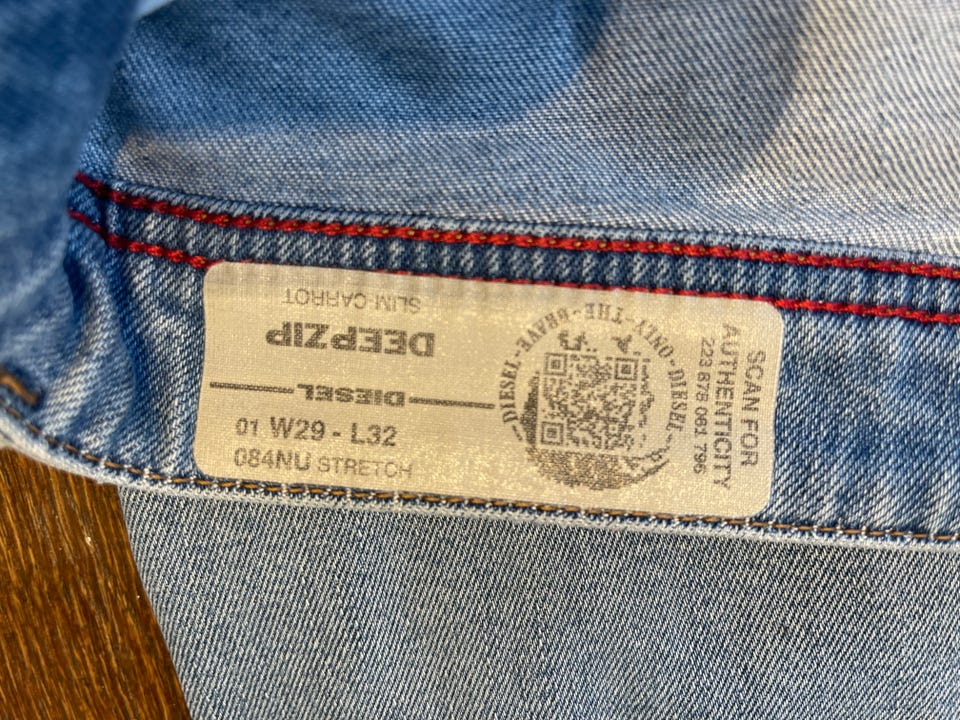 SLIM CARROT
DEEPZIP
DIESEL
01 W29 - L32
084NU STRETCH
DIESEL-ONLY-THE-BRAVE-DIESEL-
SCAN FOR
AUTHENTICITY
223 878 061 796